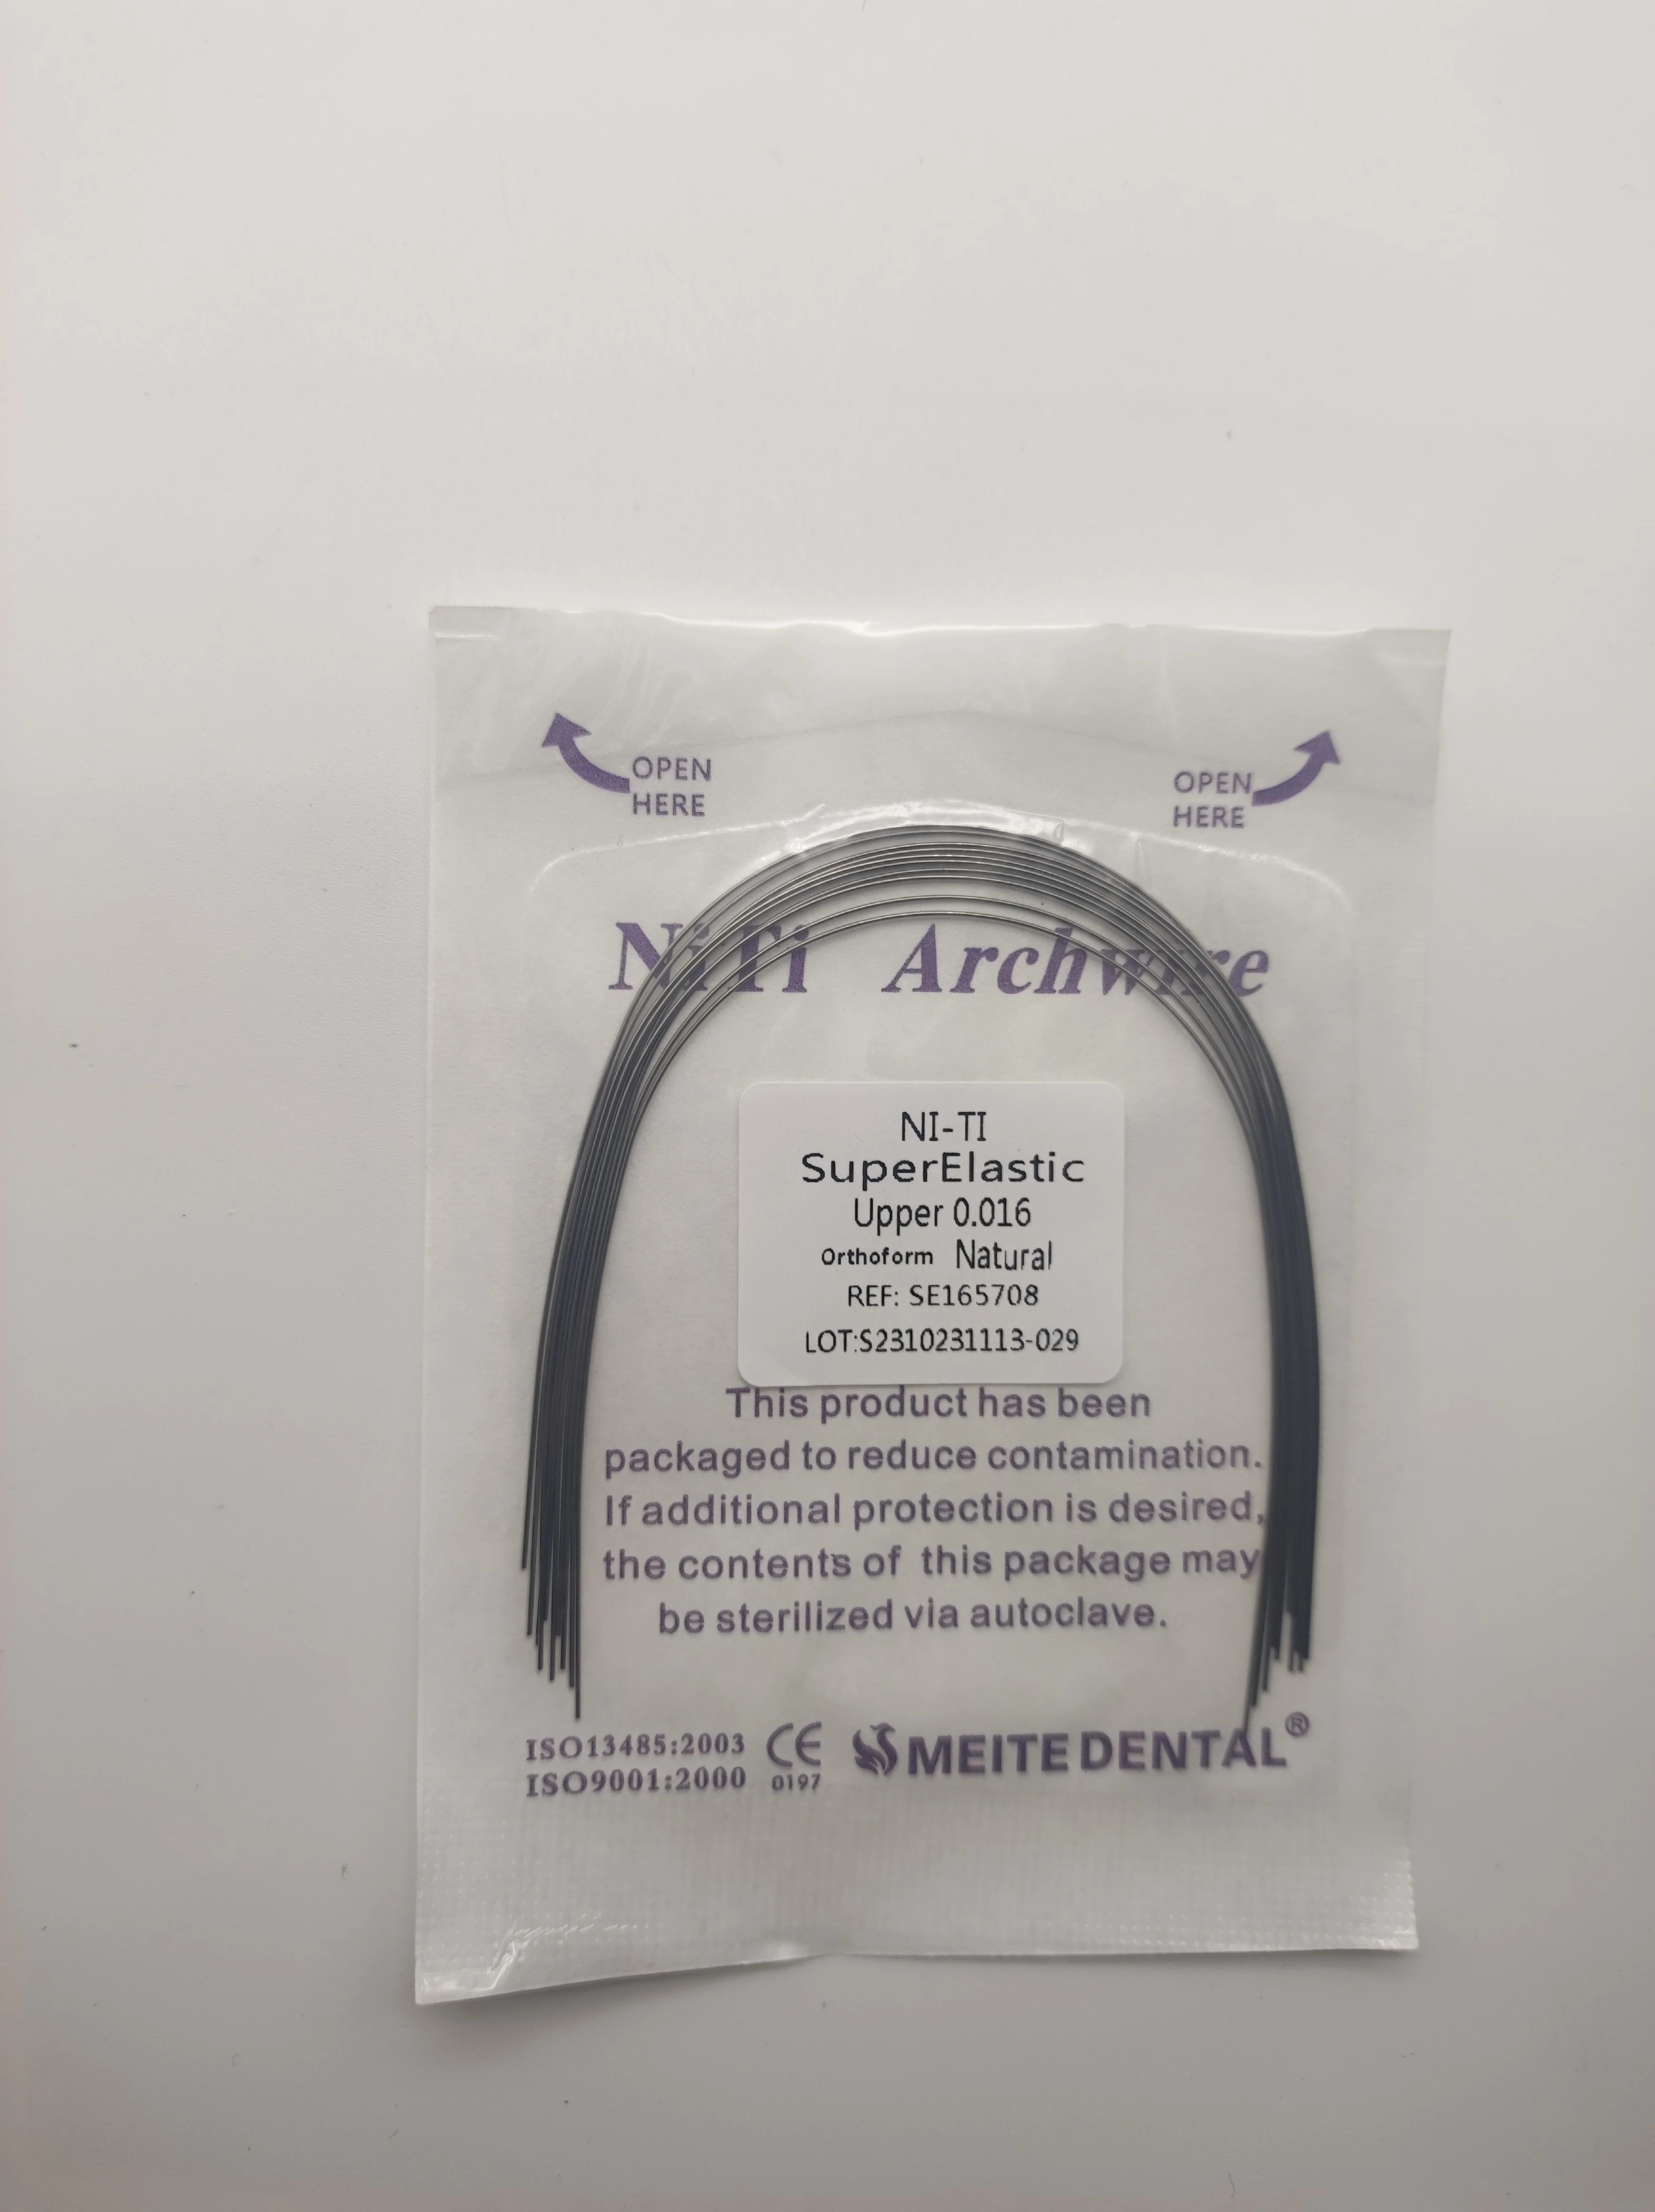 OPEN
HERE
OPEN
HERE
NiTi Archwire
NI-TI
SuperElastic
Upper 0.016
Orthoform Natural
REF: SE165708
LOT:S2310231113-029
This product has been
packaged to reduce contamination.
If additional protection is desired,
the contents of this package may
be sterilized via autoclave.
ISO13485:2003
ISO9001:2000
CE
0197
MEITE DENTAL®